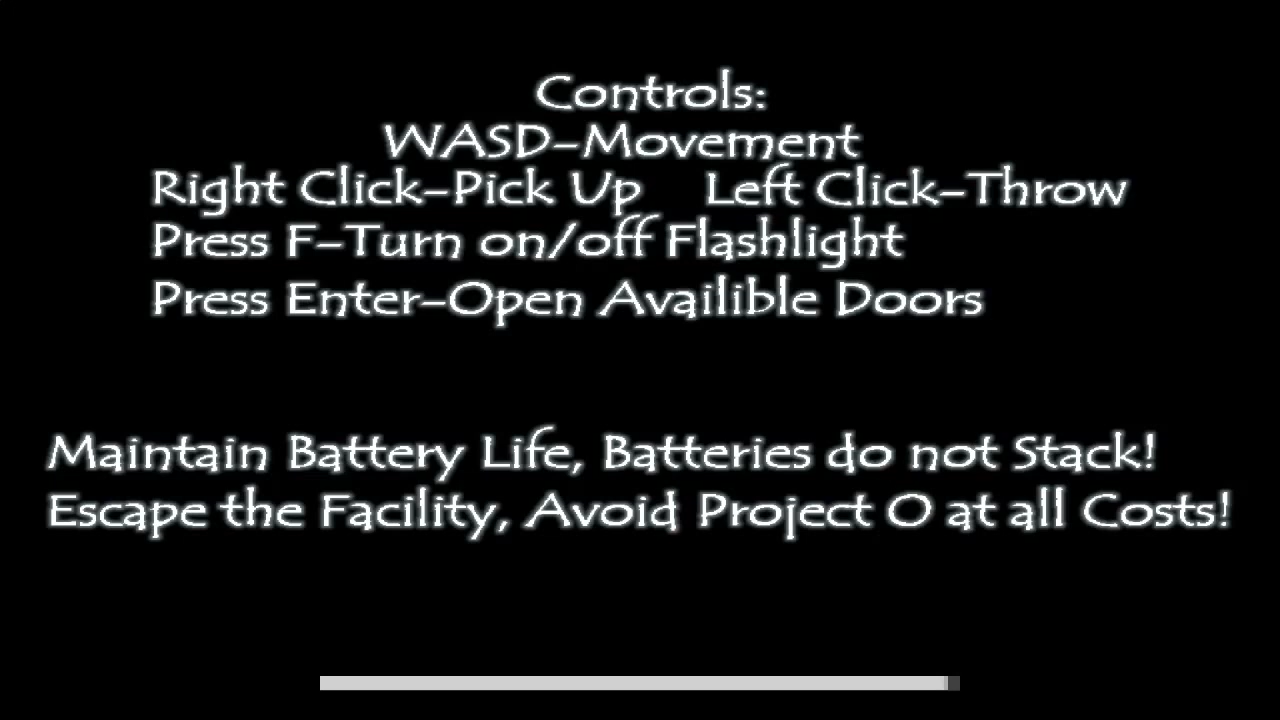 Controls:
WASD-Movement
Right Click-Pick Up Left Click-Throw
Press F-Turn on/off Flashlight
Press Enter-Open Availible Doors
Maintain Battery Life, Batteries do not Stack!
Escape the Facility, Avoid Project O at all Costs!